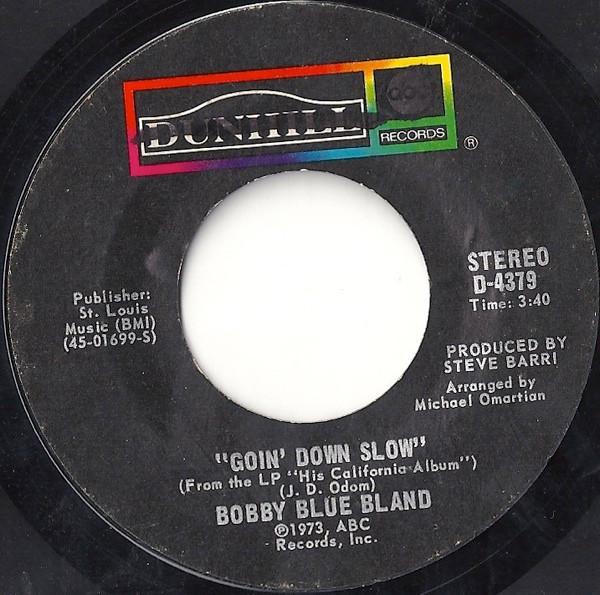 DUNHILL
abc
RECORDS
®
STEREO
D-4379
Time: 3:40
Publisher:
St. Louis
Music (BMI)
(45-01699-S)
PRODUCED BY
STEVE BARRI
Arranged by
Michael Omartian
"GOIN' DOWN SLOW"
(From the LP "His California Album")
(J. D. Odom)
BOBBY BLUE BLAND
℗1973, ABC
Records, Inc.